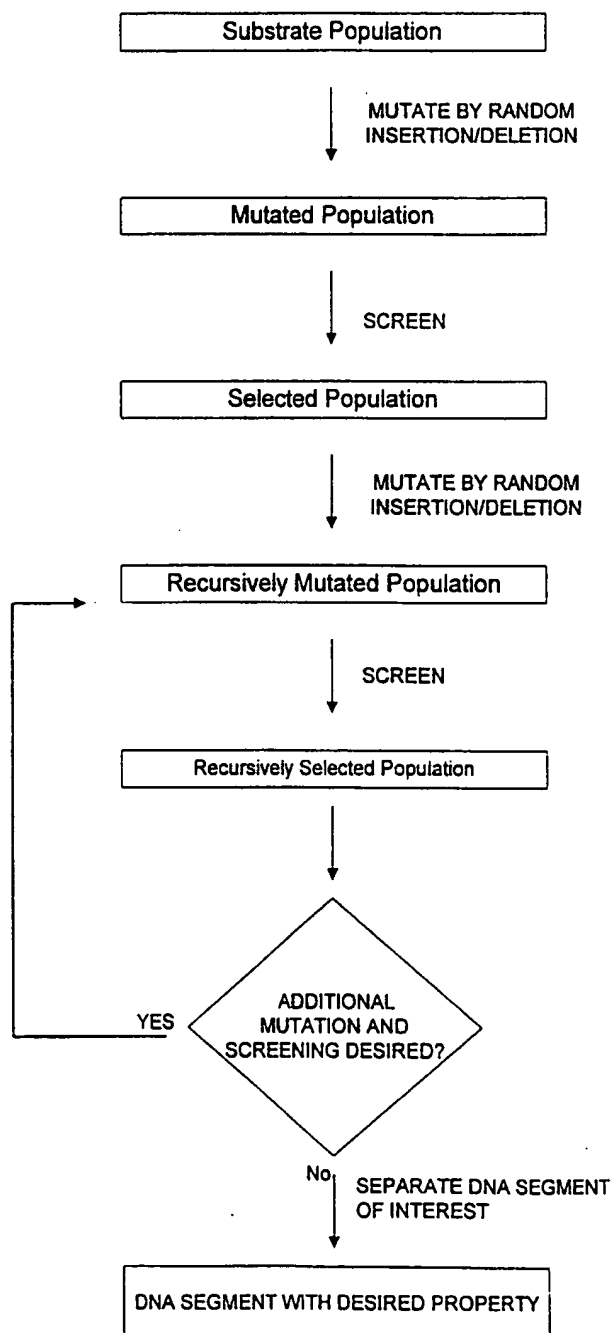 Substrate Population
MUTATE BY RANDOM
INSERTION/DELETION
Mutated Population
SCREEN
Selected Population
MUTATE BY RANDOM
INSERTION/DELETION
Recursively Mutated Population
SCREEN
Recursively Selected Population
ADDITIONAL
MUTATION AND
SCREENING DESIRED?
YES
No
SEPARATE DNA SEGMENT
OF INTEREST
DNA SEGMENT WITH DESIRED PROPERTY